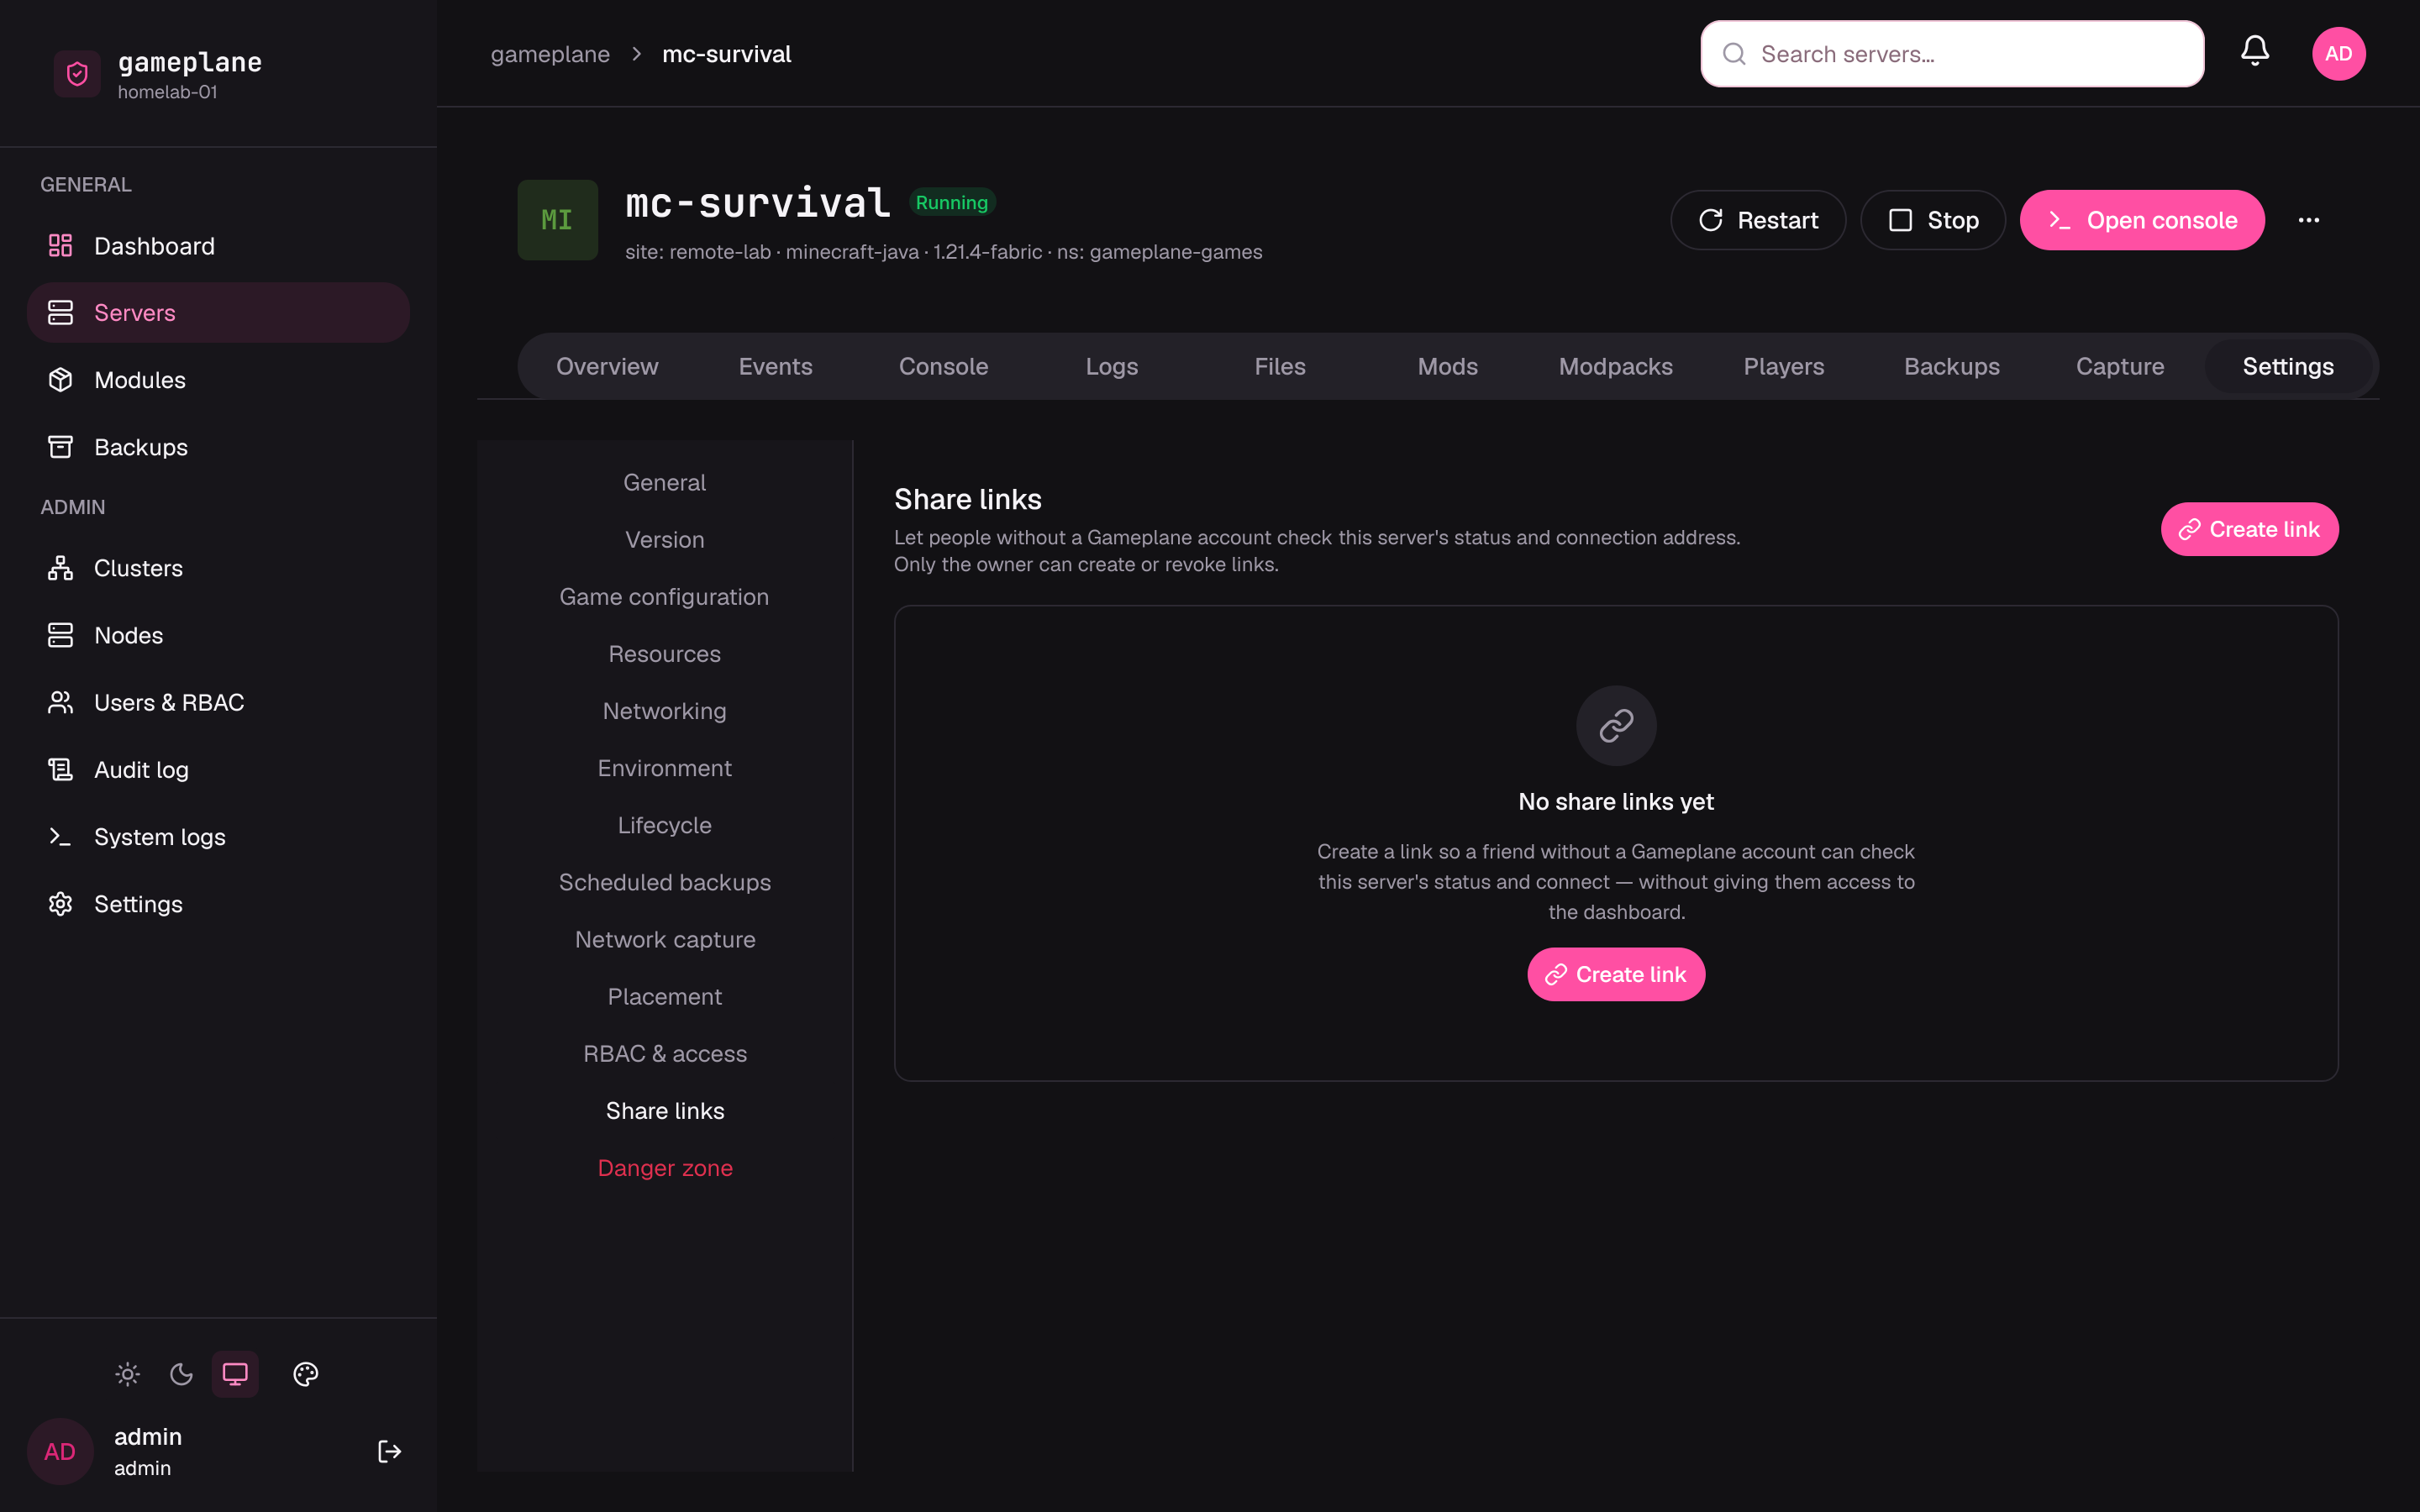 gameplane
homelab-01
GENERAL
Dashboard
Servers
Modules
Backups
ADMIN
Clusters
Nodes
Users & RBAC
Audit log
System logs
Settings
AD
admin
admin
gameplane
mc-survival
Search servers...
AD
MI
mc-survival
Running
site: remote-lab · minecraft-java · 1.21.4-fabric · ns: gameplane-games
Restart
Stop
Open console
Overview
Events
Console
Logs
Files
Mods
Modpacks
Players
Backups
Capture
Settings
General
Version
Game configuration
Resources
Networking
Environment
Lifecycle
Scheduled backups
Network capture
Placement
RBAC & access
Share links
Danger zone
Share links
Let people without a Gameplane account check this server's status and connection address.
Only the owner can create or revoke links.
Create link
No share links yet
Create a link so a friend without a Gameplane account can check
this server's status and connect — without giving them access to
the dashboard.
Create link